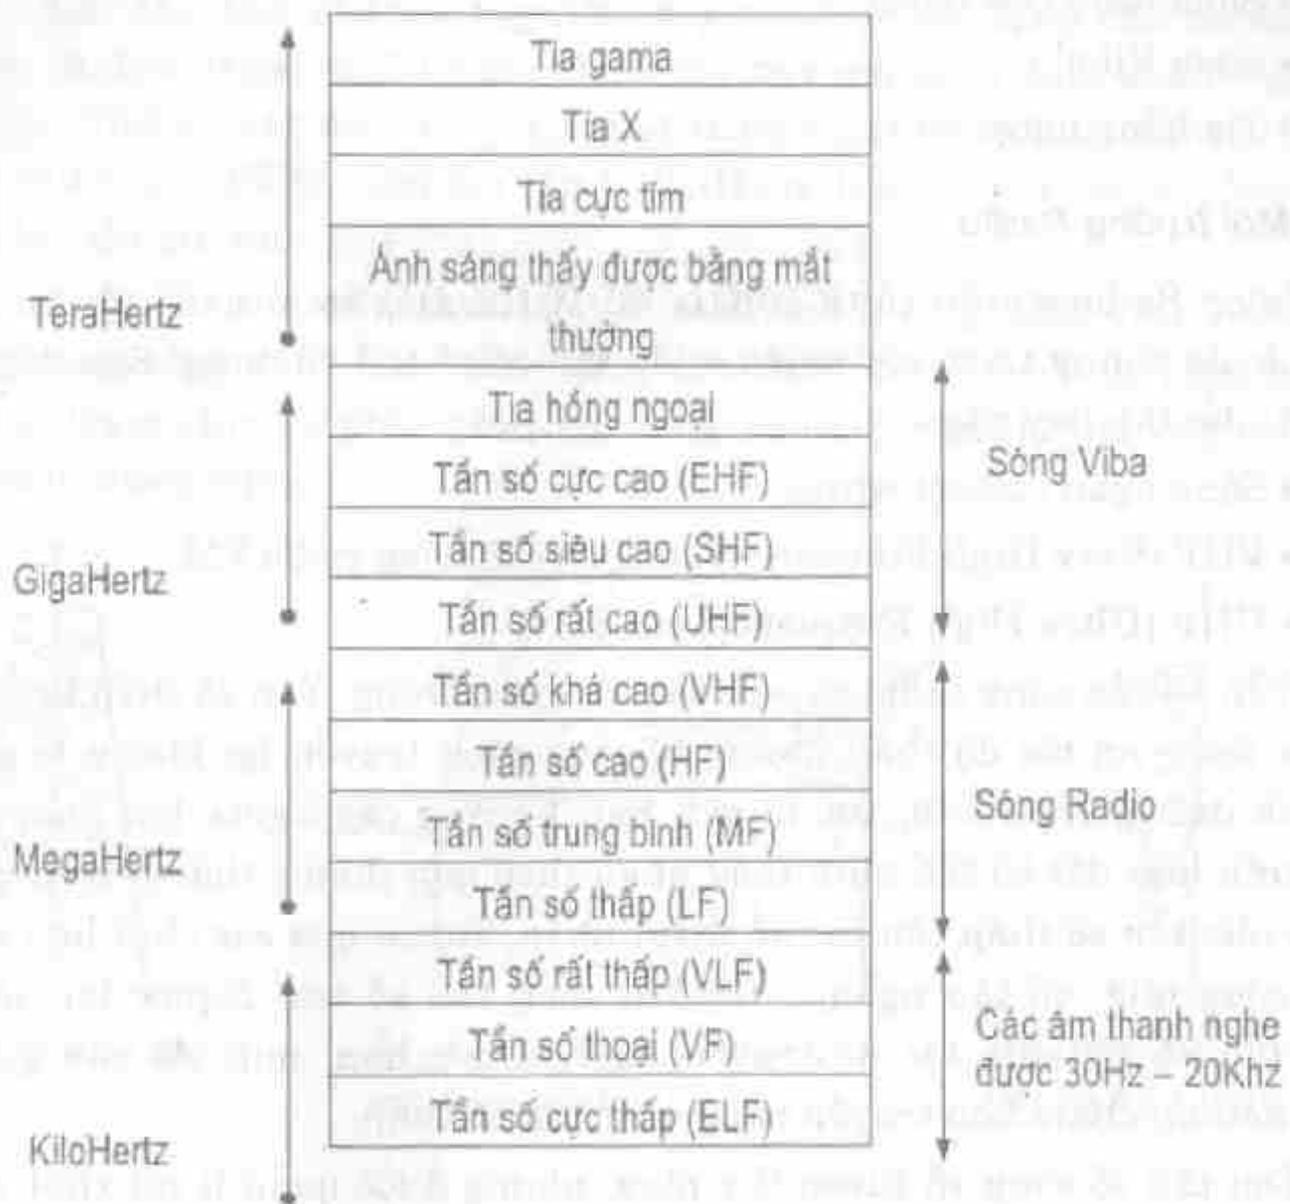 Tia gama
Tia X
Tia cực tím
Ánh sáng thấy được bằng mắt
thường
TeraHertz
Tia hồng ngoại
Tần số cực cao (EHF)
Sóng Viba
Tần số siêu cao (SHF)
GigaHertz
Tần số rất cao (UHF)
Tần số khá cao (VHF)
Tần số cao (HF)
Sóng Radio
Tần số trung bình (MF)
MegaHertz
Tần số thấp (LF)
Tần số rất thấp (VLF)
Tần số thoại (VF)
Các âm thanh nghe
được 30Hz – 20Khz
Tần số cực thấp (ELF)
KiloHertz